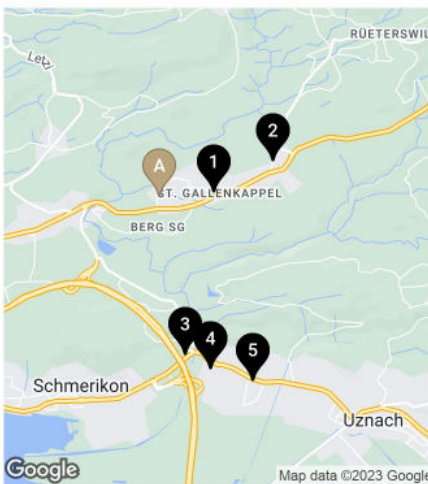 RÜETERSWIL
Letzi
2
1
A
ST. GALLENKAPPEL
BERG SG
3
4
5
Schmerikon
Uznach
Google
Map data ©2023 Google